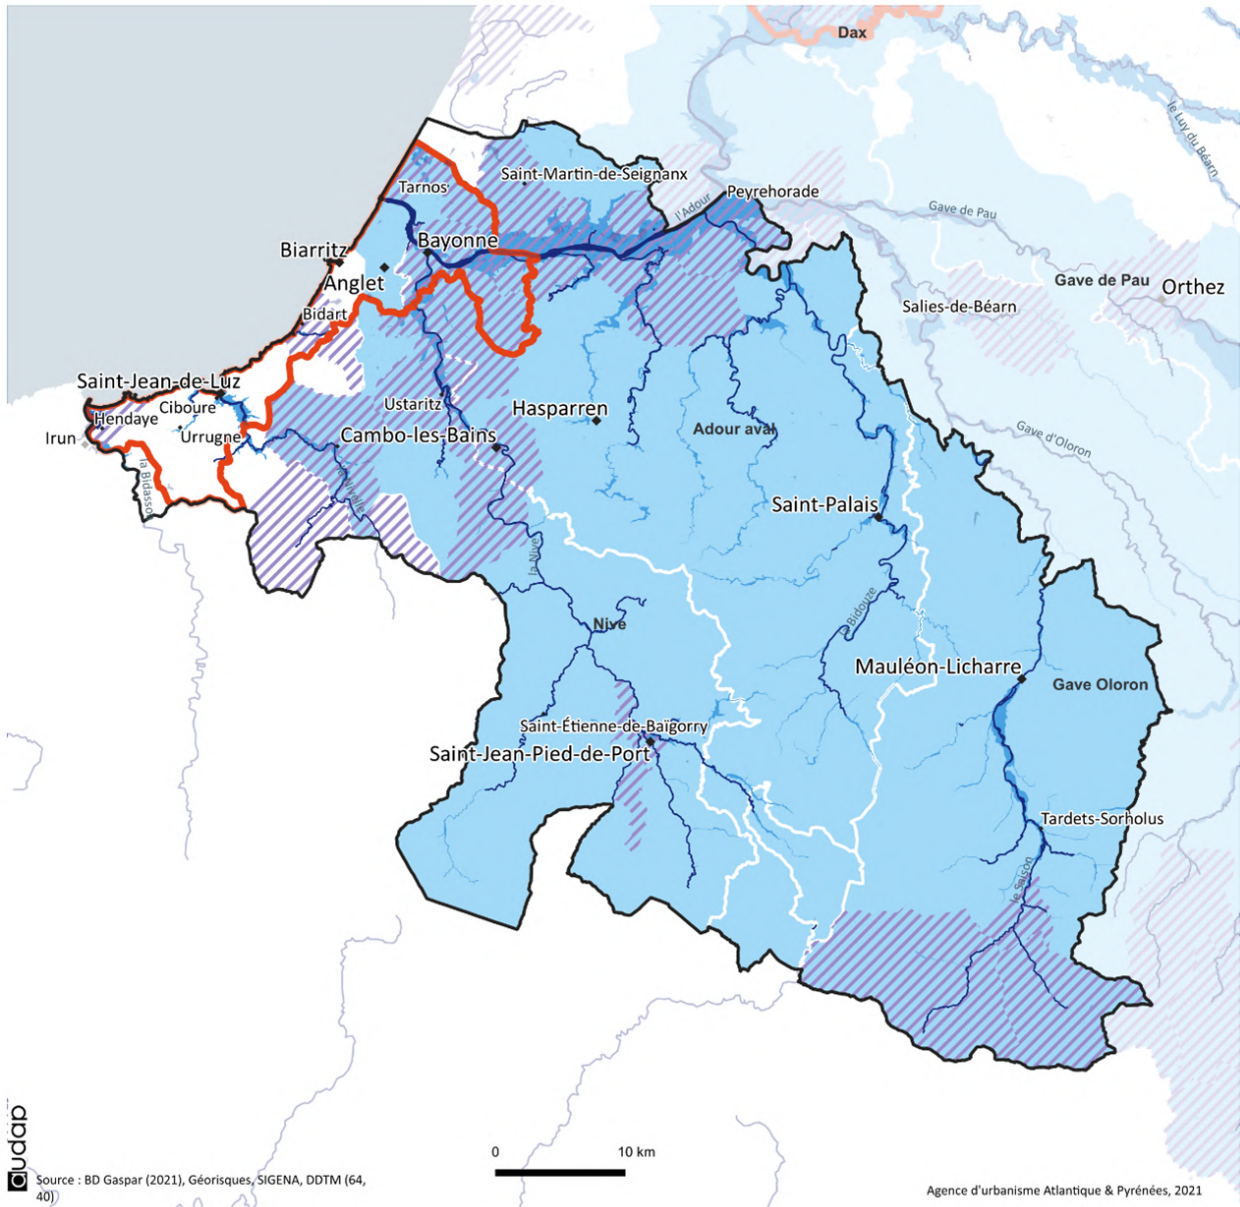 Dax
le Luy du Béarn
Saint-Martin-de-Seignanx
Tarnos
Peyrehorade
l'Adour
Gave de Pau
Biarritz
Bayonne
Anglet
Gave de Pau
Orthez
Bidart
Salies-de-Béarn
Saint-Jean-de-Luz
Ciboure
Hendaye
Ustaritz
Hasparren
Irun
Urrugne
Cambo-les-Bains
Adour aval
Gave d'Oloron
la Bidassoa
la Nivelle
Saint-Palais
la Nive
la Bidouze
Nive
Mauléon-Licharre
Gave Oloron
Saint-Étienne-de-Baïgorry
Saint-Jean-Pied-de-Port
Tardets-Sorholus
le Saison
audap
0 10 km
Source : BD Gaspar (2021), Géorisques, SIGENA, DDTM (64,
40)
Agence d'urbanisme Atlantique & Pyrénées, 2021